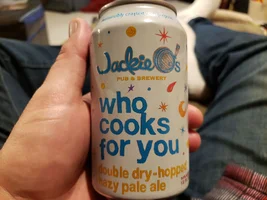 Jackie O's
PUB & BREWERY
who
cooks
for you
double dry-hopped
hazy pale ale